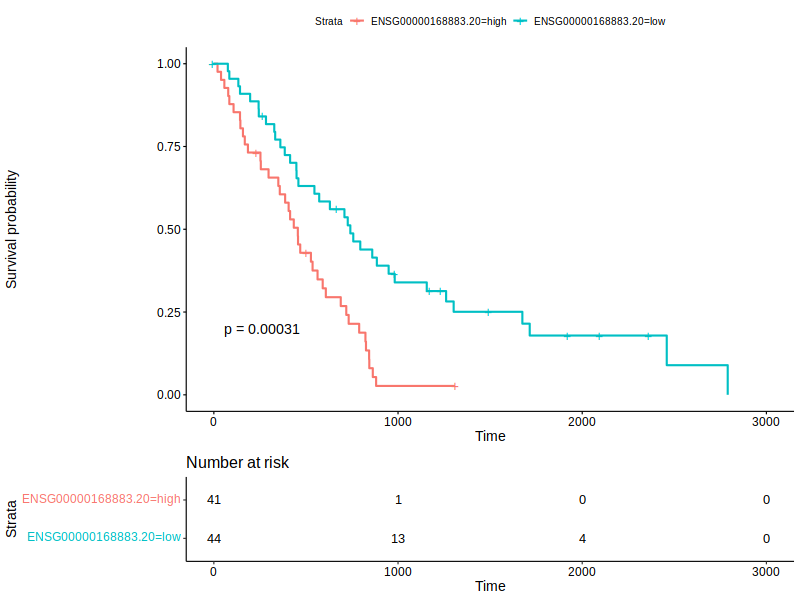 Strata ENSG00000168883.20=high ENSG00000168883.20=low
Survival probability
1.00
0.75
0.50
0.25
0.00
p = 0.00031
0 1000 2000 3000
Time
Number at risk
Strata
ENSG00000168883.20=high 41 1 0 0
ENSG00000168883.20=low 44 13 4 0
0 1000 2000 3000
Time